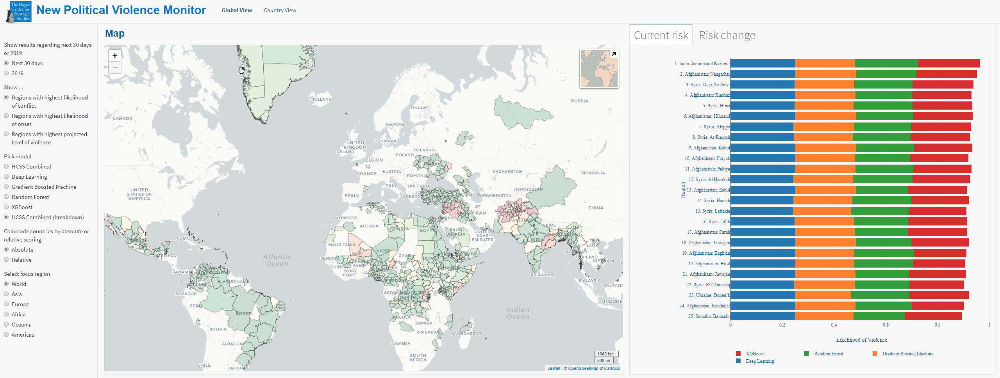 The Hague
Centre for
Strategic
Studies
New Political Violence Monitor
Global View
Country View
Show results regarding next 30 days
or 2019
Next 30 days
2019
Show ...
Regions with highest likelihood
of conflict
Regions with highest likelihood
of onset
Regions with highest projected
level of violence
Pick model
HCSS Combined
Deep Learning
Gradient Boosted Machine
Random Forest
XGBoost
HCSS Combined (breakdown)
Colorcode countries by absolute or
relative scoring
Absolute
Relative
Select focus region
World
Asia
Europe
Africa
Oceania
Americas
Map
+
−
ICELAND
RUSSIA
FINLAND
CANADA
SWEDEN
UNITED
KINGDOM
DENMARK
IRELAND
BELARUS
POLAND
BELGIUM
UKRAINE
FRANCE
AUSTRIA
KAZAKHSTAN
MONGOLIA
ROMANIA
ITALY
BULGARIA
UNITED
STATES OF
AMERICA
KYRGYZSTAN
SPAIN
GREECE
TURKMENISTAN
SYRIA
CHINA
TUNISIA
IRAN
MOROCCO
JORDAN
PAKISTAN
ALGERIA
LIBYA
EGYPT
SAUDI
ARABIA
UNITED
ARAB
EMIRATES
NEPAL
BANGLADESH
CUBA
MEXICO
INDIA
MAURITANIA
LAOS
MALI
NIGER
MYANMAR
GUATEMALA
Atlantic
Ocean
SENEGAL
CHAD
SUDAN
YEMEN
THAILAND
VIETNAM
BURKINA
FASO
GUINEA
IVORY
COAST
NIGERIA
SOUTH
SUDAN
ETHIOPIA
PANAMA
VENEZUELA
SRI LANKA
SURINAME
CAMEROON
MALAYSIA
COLOMBIA
MALAYSIA
ECUADOR
GABON
DEMOCRATIC
REPUBLIC OF
THE CONGO
KENYA
INDONE
PERU
Indian
Ocean
BRAZIL
ANGOLA
ZAMBIA
BOLIVIA
ZIMBABWE
MADAGASCAR
PARAGUAY
NAMIBIA
SOUTH
AFRICA
CHILE
URUGUAY
1000 km
500 mi
Leaflet | © OpenStreetMap © CartoDB
Current risk
Risk change
1. India: Jammu and Kashmir
2. Afghanistan: Nangarhar
3. Syria: Dayr Az Zawr
4. Afghanistan: Kunduz
5. Syria: Hims
6. Afghanistan: Hilmand
7. Syria: Aleppo
8. Syria: Ar Raqqah
9. Afghanistan: Kabul
10. Afghanistan: Faryab
11. Afghanistan: Paktya
12. Syria: Al Hasakah
13. Afghanistan: Zabul
14. Syria: Hamah
15. Syria: Lattakia
16. Syria: Idlib
17. Afghanistan: Farah
18. Afghanistan: Uruzgan
19. Afghanistan: Baghlan
20. Afghanistan: Hirat
21. Afghanistan: Jawzjan
22. Syria: Rif Dimashq
23. Ukraine: Donets'k
24. Afghanistan: Kandahar
25. Somalia: Banaadir
Region
0 0.2 0.4 0.6 0.8 1
Likelihood of Violence
XGBoost
Random Forest
Gradient Boosted Machine
Deep Learning